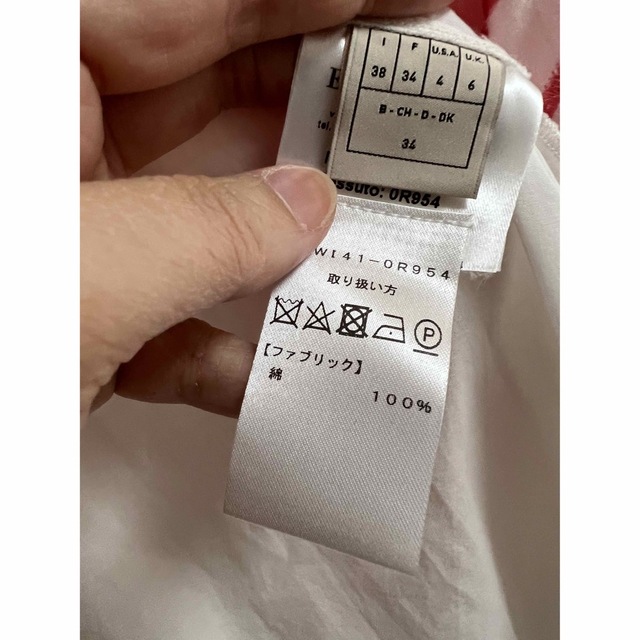 I F U.S.A. U.K.
38 34 4 6
B - CH - D - DK
34
tel.
ssuto: 0R954
WI41-0R954
取り扱い方
P
【ファブリック】
綿 100%